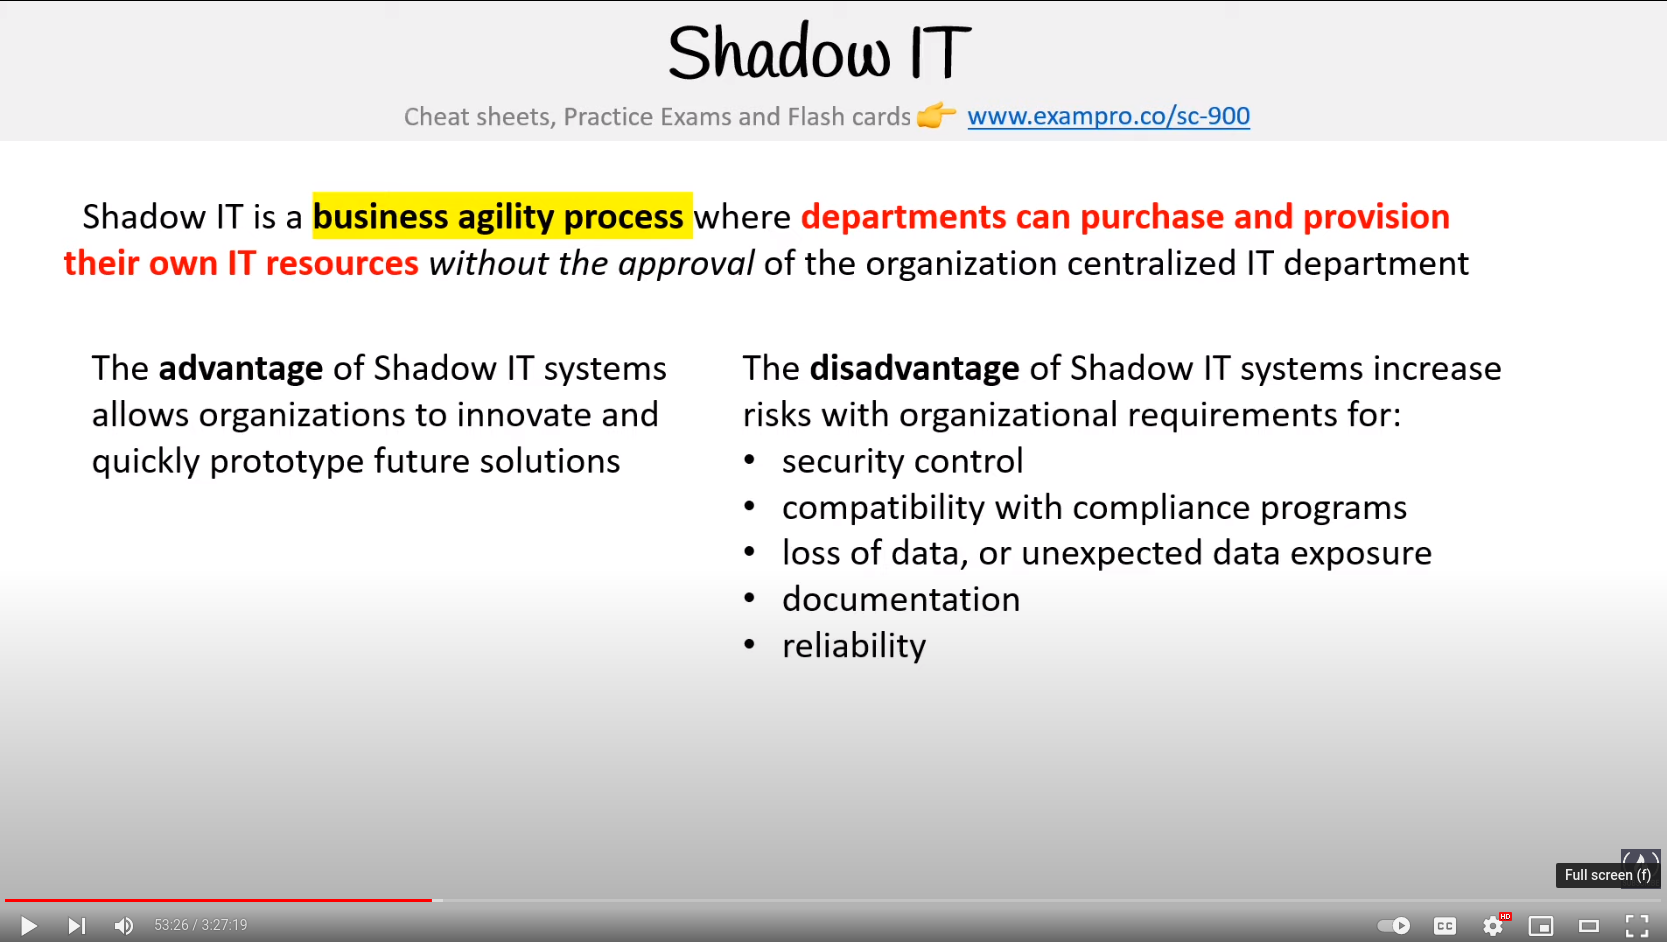 Shadow IT
Cheat sheets, Practice Exams and Flash cards 👉 www.exampro.co/sc-900
Shadow IT is a business agility process where departments can purchase and provision
their own IT resources without the approval of the organization centralized IT department
The advantage of Shadow IT systems
allows organizations to innovate and
quickly prototype future solutions
The disadvantage of Shadow IT systems increase
risks with organizational requirements for:
• security control
• compatibility with compliance programs
• loss of data, or unexpected data exposure
• documentation
• reliability
Full screen (f)
53:26 / 3:27:19
CC
HD